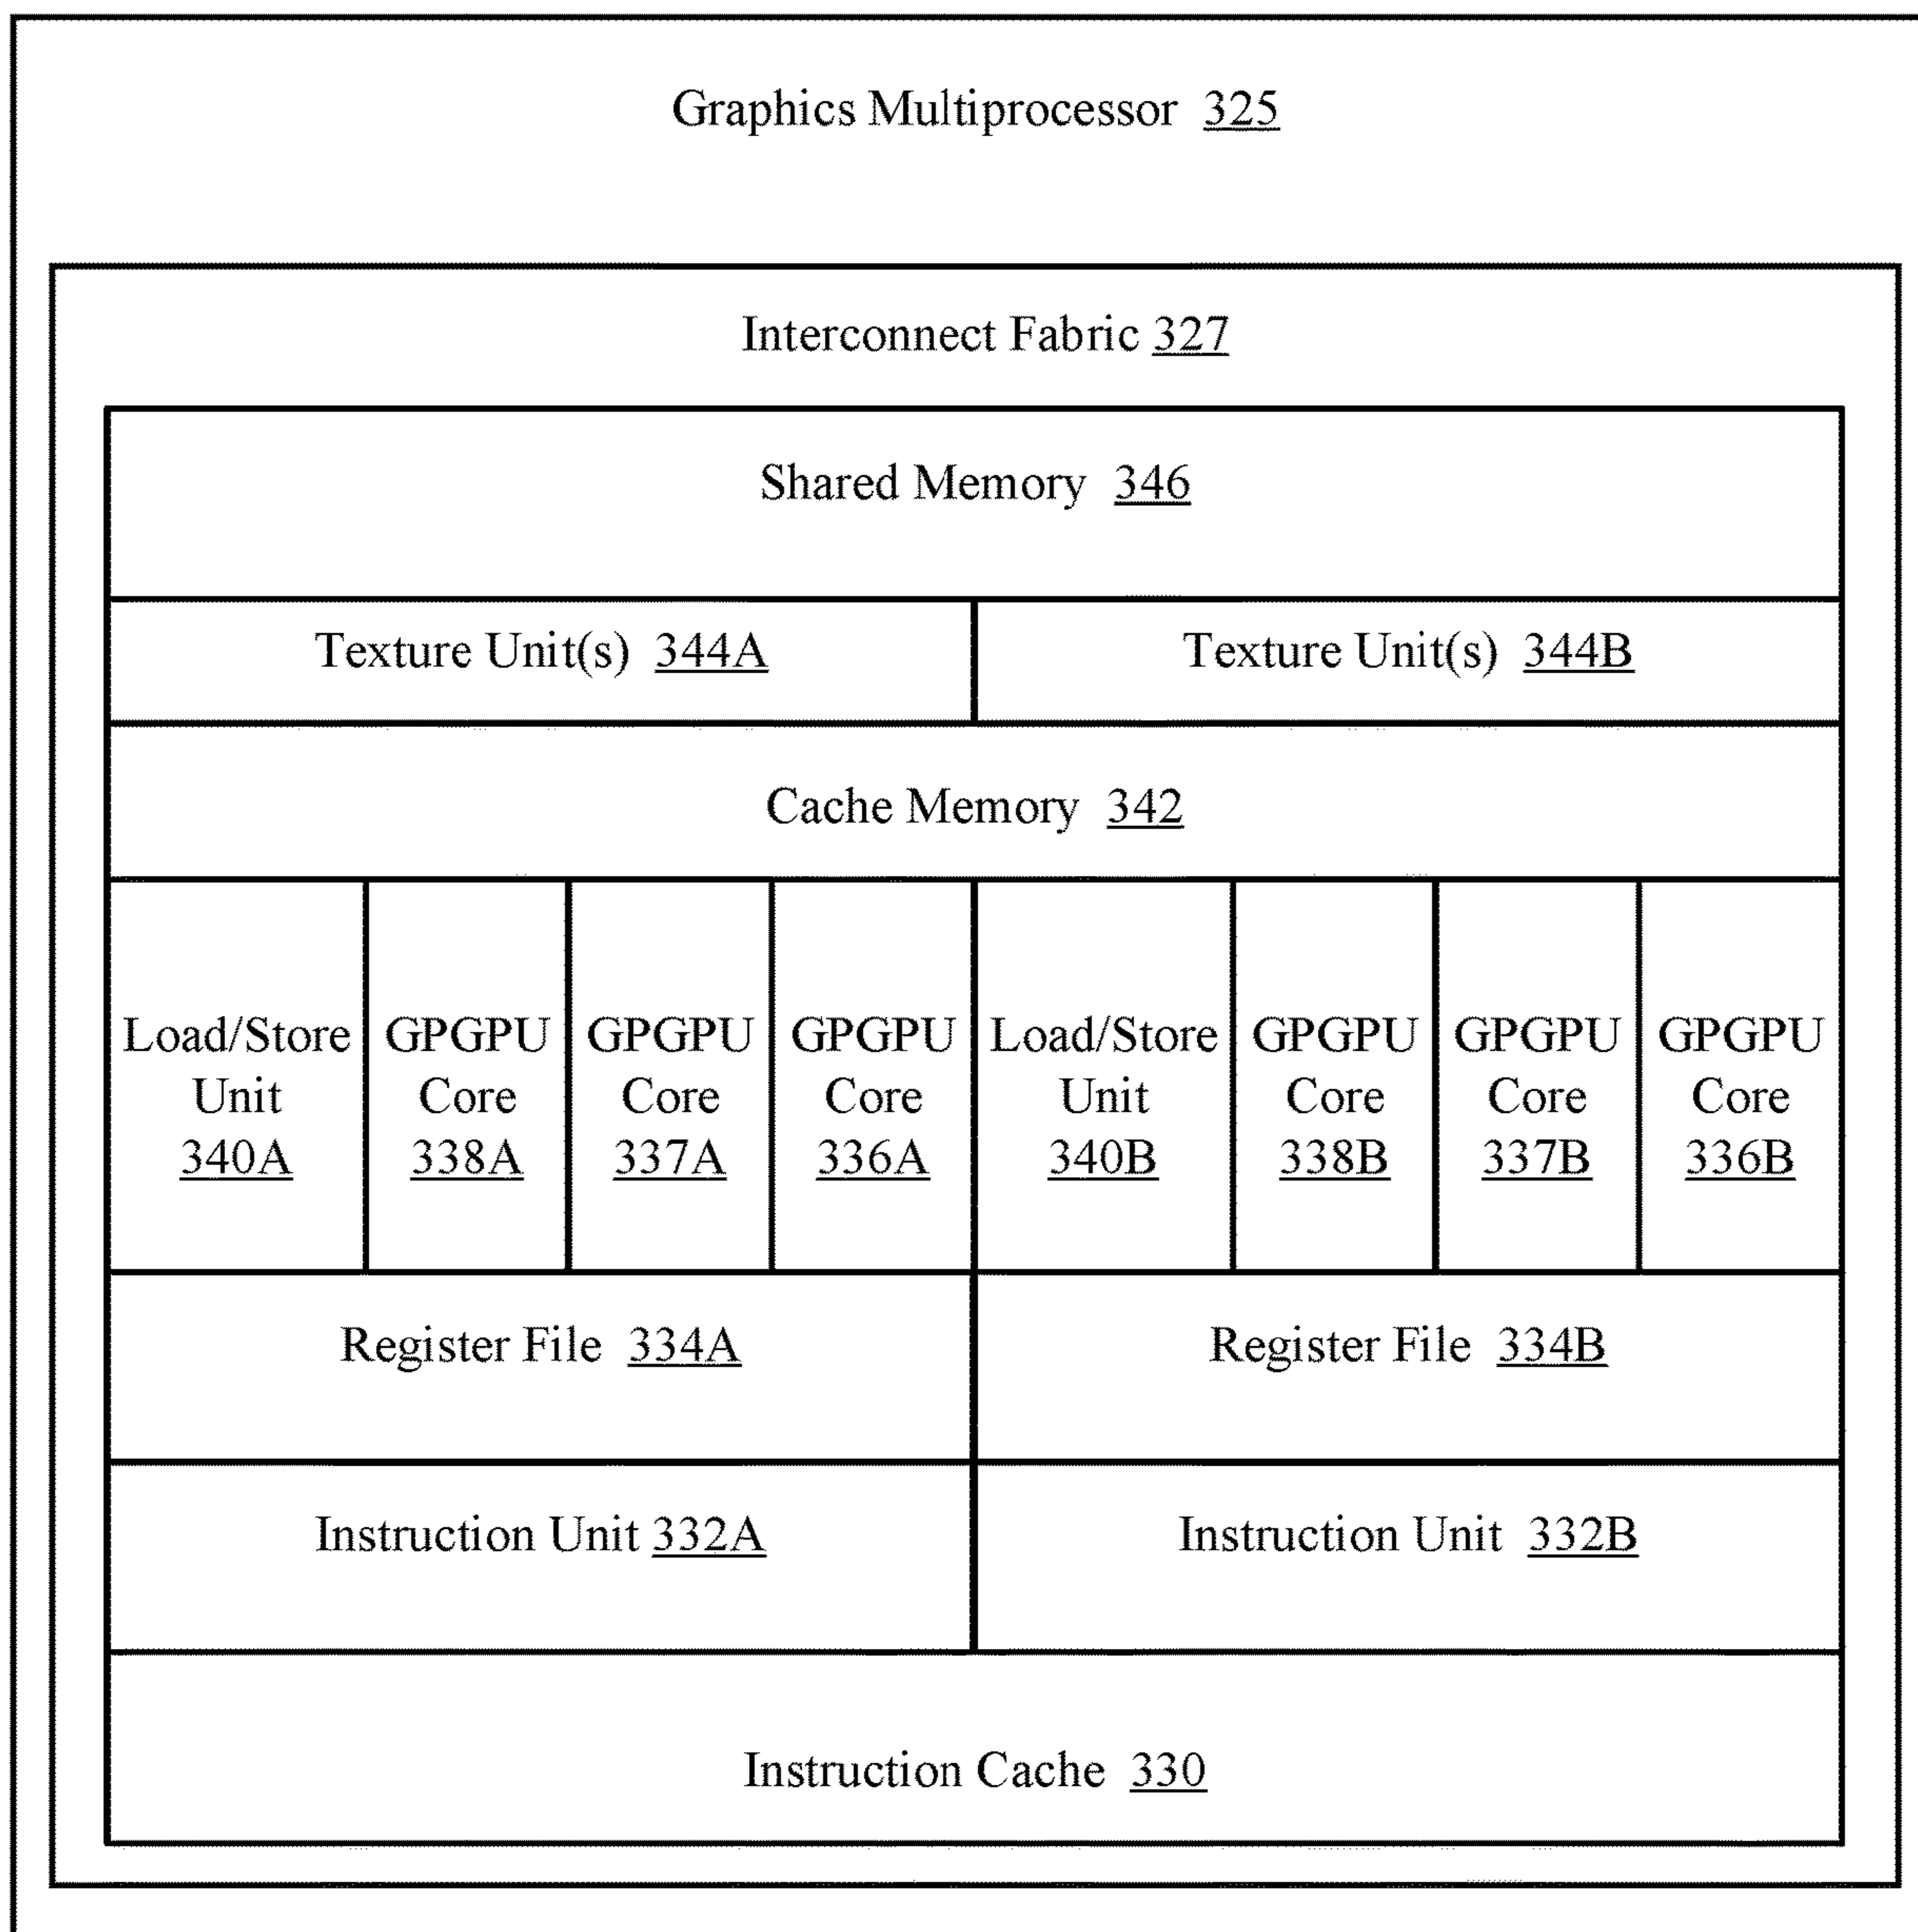 Graphics Multiprocessor 325
Interconnect Fabric 327
Shared Memory 346
Texture Unit(s) 344A
Texture Unit(s) 344B
Cache Memory 342
Load/Store
Unit
340A
GPGPU
Core
338A
GPGPU
Core
337A
GPGPU
Core
336A
Load/Store
Unit
340B
GPGPU
Core
338B
GPGPU
Core
337B
GPGPU
Core
336B
Register File 334A
Register File 334B
Instruction Unit 332A
Instruction Unit 332B
Instruction Cache 330